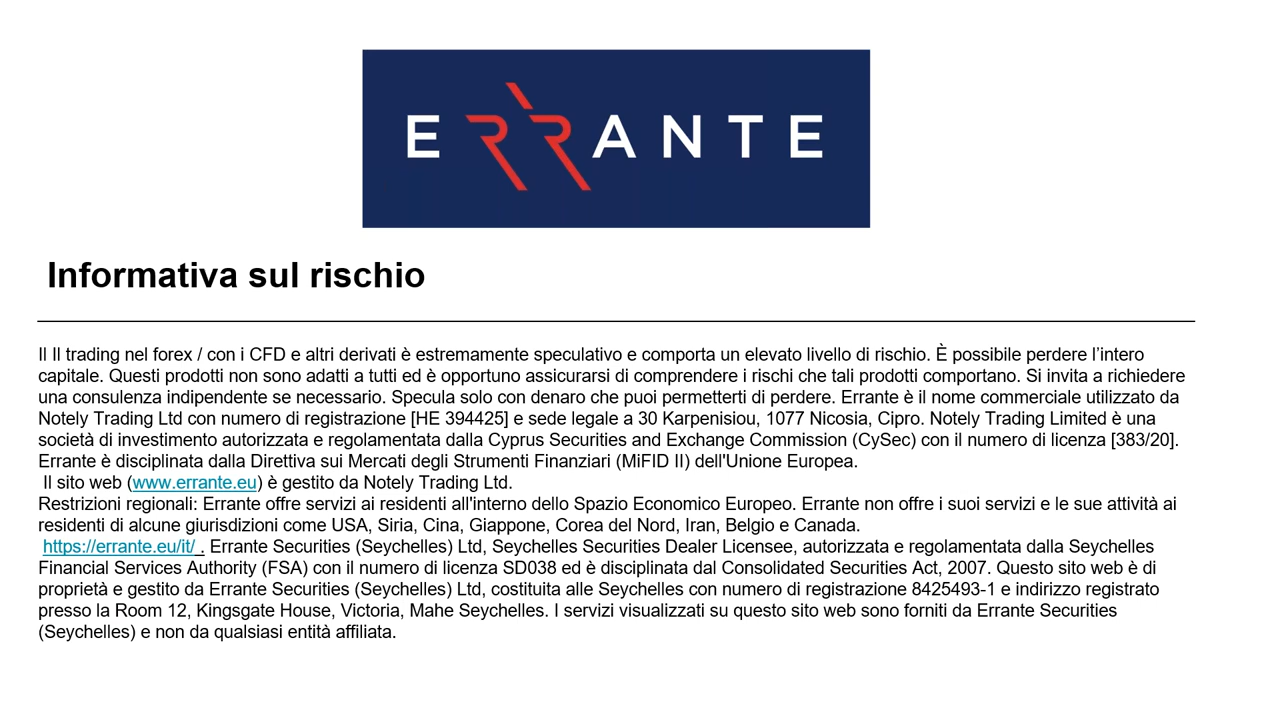 ERRANTE
Informativa sul rischio
Il Il trading nel forex / con i CFD e altri derivati è estremamente speculativo e comporta un elevato livello di rischio. È possibile perdere l’intero
capitale. Questi prodotti non sono adatti a tutti ed è opportuno assicurarsi di comprendere i rischi che tali prodotti comportano. Si invita a richiedere
una consulenza indipendente se necessario. Specula solo con denaro che puoi permetterti di perdere. Errante è il nome commerciale utilizzato da
Notely Trading Ltd con numero di registrazione [HE 394425] e sede legale a 30 Karpenisiou, 1077 Nicosia, Cipro. Notely Trading Limited è una
società di investimento autorizzata e regolamentata dalla Cyprus Securities and Exchange Commission (CySec) con il numero di licenza [383/20].
Errante è disciplinata dalla Direttiva sui Mercati degli Strumenti Finanziari (MiFID II) dell'Unione Europea.
Il sito web (www.errante.eu) è gestito da Notely Trading Ltd.
Restrizioni regionali: Errante offre servizi ai residenti all'interno dello Spazio Economico Europeo. Errante non offre i suoi servizi e le sue attività ai
residenti di alcune giurisdizioni come USA, Siria, Cina, Giappone, Corea del Nord, Iran, Belgio e Canada.
https://errante.eu/it/ . Errante Securities (Seychelles) Ltd, Seychelles Securities Dealer Licensee, autorizzata e regolamentata dalla Seychelles
Financial Services Authority (FSA) con il numero di licenza SD038 ed è disciplinata dal Consolidated Securities Act, 2007. Questo sito web è di
proprietà e gestito da Errante Securities (Seychelles) Ltd, costituita alle Seychelles con numero di registrazione 8425493-1 e indirizzo registrato
presso la Room 12, Kingsgate House, Victoria, Mahe Seychelles. I servizi visualizzati su questo sito web sono forniti da Errante Securities
(Seychelles) e non da qualsiasi entità affiliata.